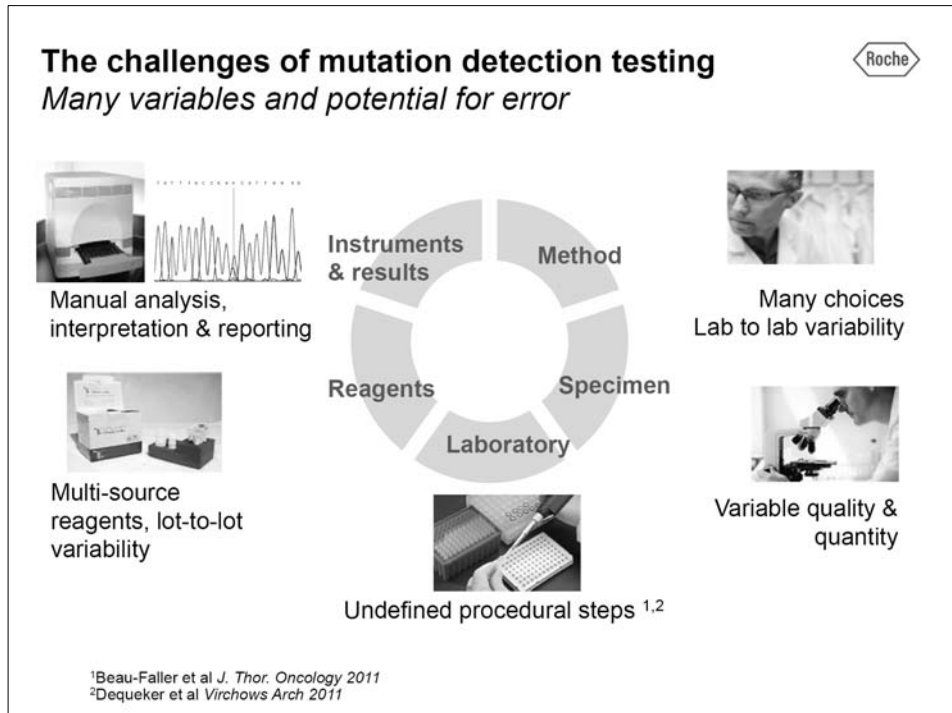 The challenges of mutation detection testing
Many variables and potential for error
Roche
Instruments
& results
Method
Manual analysis,
interpretation & reporting
Many choices
Lab to lab variability
Reagents
Specimen
Laboratory
Multi-source
reagents, lot-to-lot
variability
Variable quality &
quantity
Undefined procedural steps 1,2
1Beau-Faller et al J. Thor. Oncology 2011
2Dequeker et al Virchows Arch 2011